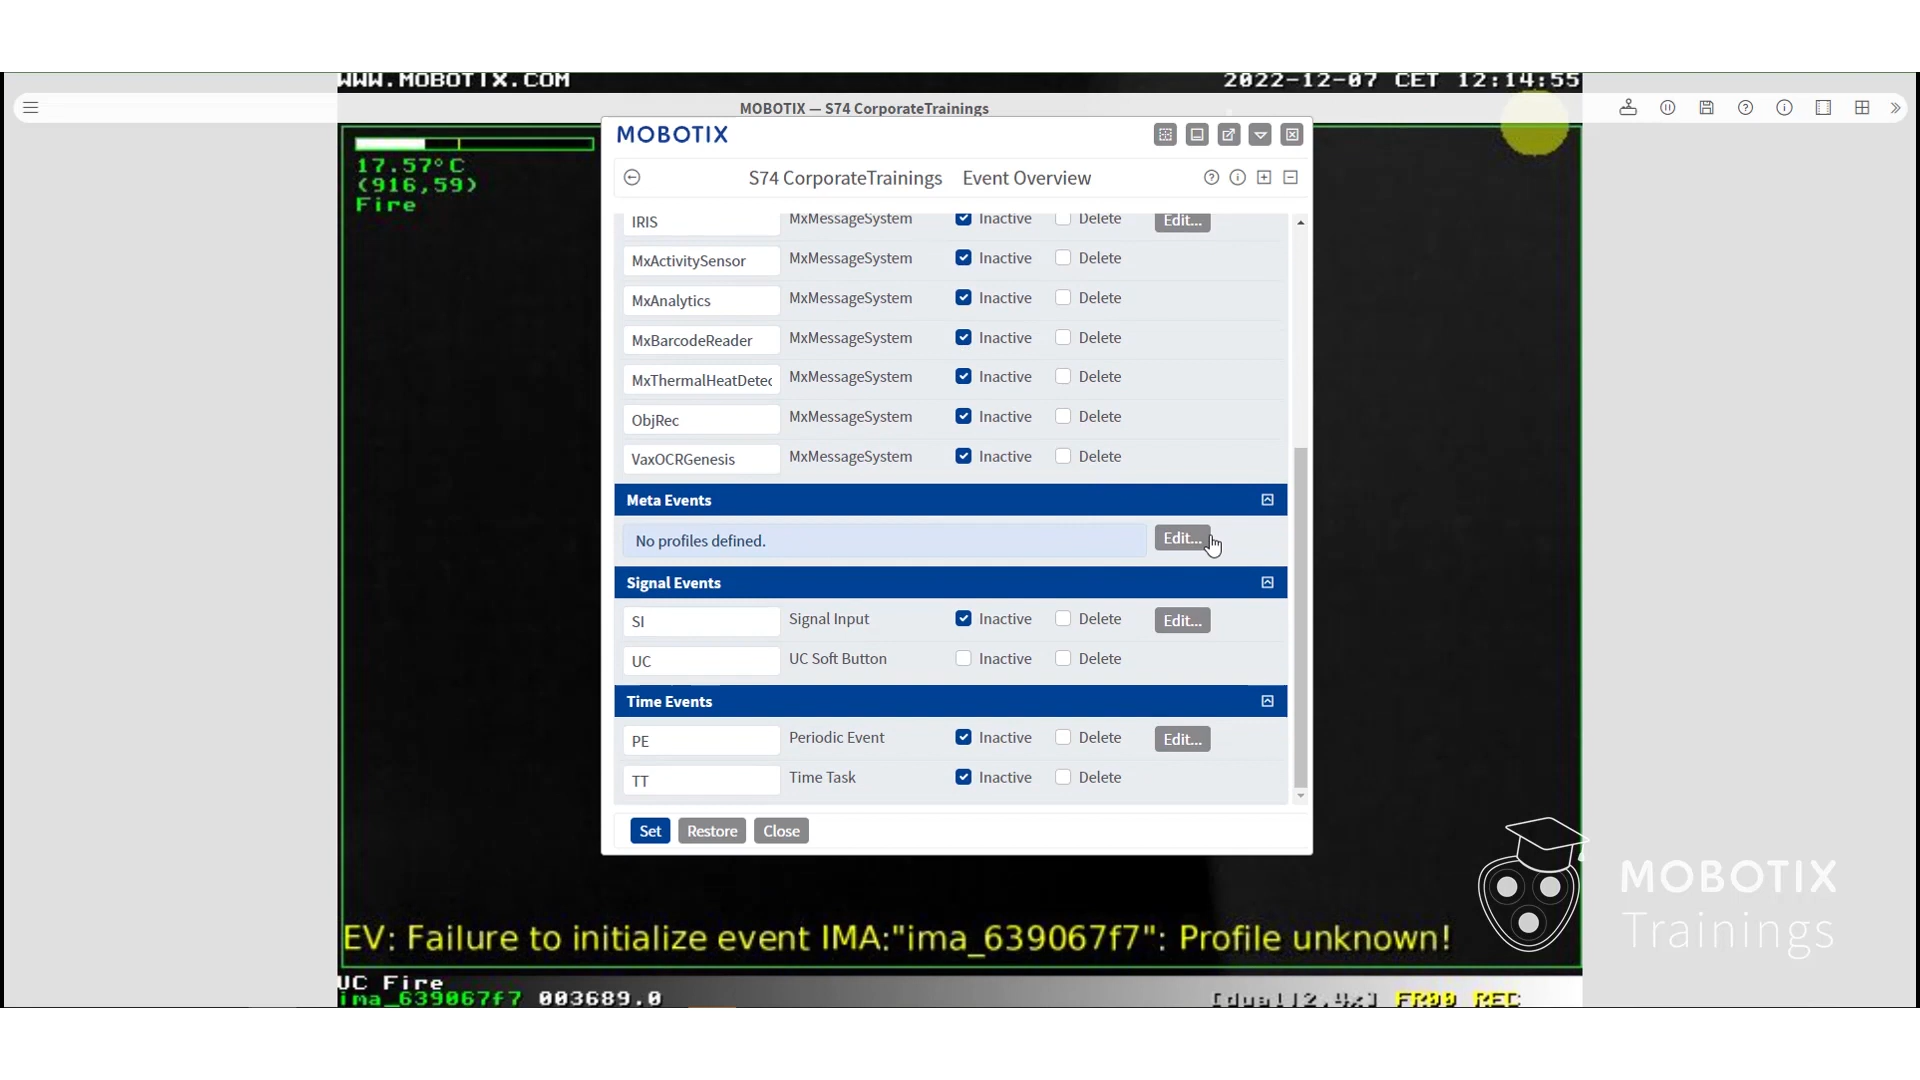 WWW.MOBOTIX.COM
2022-12-07 CET 12:14:55
MOBOTIX — S74 CorporateTrainings
MOBOTIX
S74 CorporateTrainings Event Overview
17.57°C
(916,59)
Fire
IRIS MxMessageSystem Inactive Delete Edit...
MxActivitySensor MxMessageSystem Inactive Delete
MxAnalytics MxMessageSystem Inactive Delete
MxBarcodeReader MxMessageSystem Inactive Delete
MxThermalHeatDetec MxMessageSystem Inactive Delete
ObjRec MxMessageSystem Inactive Delete
VaxOCRGenesis MxMessageSystem Inactive Delete
Meta Events
No profiles defined. Edit...
Signal Events
SI Signal Input Inactive Delete Edit...
UC UC Soft Button Inactive Delete
Time Events
PE Periodic Event Inactive Delete Edit...
TT Time Task Inactive Delete
Set Restore Close
MOBOTIX
Trainings
EV: Failure to initialize event IMA:"ima_639067f7": Profile unknown!
UC Fire
ima_639067f7 003689.0
[dual|2.4x] FR00 REC